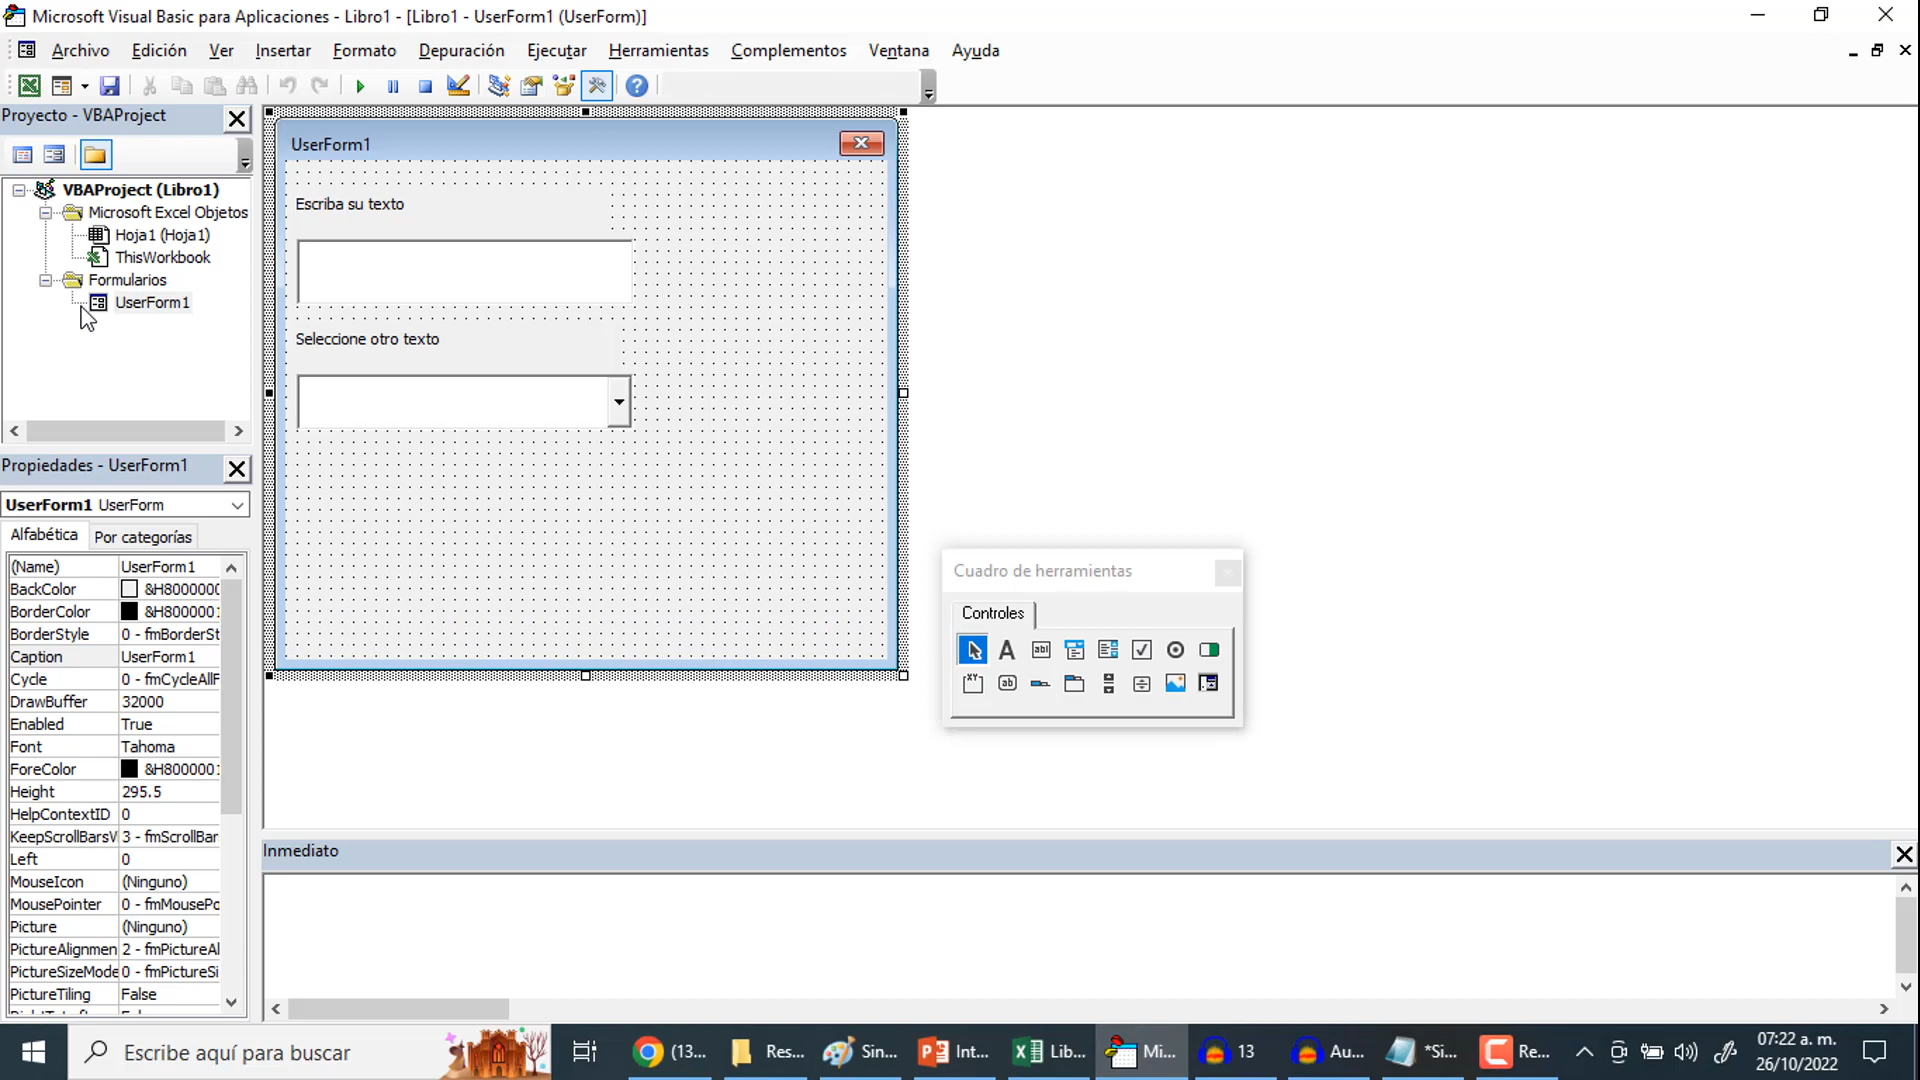 Microsoft Visual Basic para Aplicaciones - Libro1 - [Libro1 - UserForm1 (UserForm)]
Archivo Edición Ver Insertar Formato Depuración Ejecutar Herramientas Complementos Ventana Ayuda
Proyecto - VBAProject
VBAProject (Libro1)
Microsoft Excel Objetos
Hoja1 (Hoja1)
ThisWorkbook
Formularios
UserForm1
UserForm1
Escriba su texto
Seleccione otro texto
Propiedades - UserForm1
UserForm1 UserForm
Alfabética Por categorías
(Name) UserForm1
BackColor &H8000000
BorderColor &H800001
BorderStyle 0 - fmBorderSt
Caption UserForm1
Cycle 0 - fmCycleAllF
DrawBuffer 32000
Enabled True
Font Tahoma
ForeColor &H800001
Height 295.5
HelpContextID 0
KeepScrollBarsV 3 - fmScrollBar
Left 0
MouseIcon (Ninguno)
MousePointer 0 - fmMousePo
Picture (Ninguno)
PictureAlignmen 2 - fmPictureAl
PictureSizeMode 0 - fmPictureSi
PictureTiling False
Cuadro de herramientas
Controles
Inmediato
Escribe aquí para buscar
(13... Res... Sin... Int... Lib... Mi... 13 Au... *Si... Re...
07:22 a. m.
26/10/2022